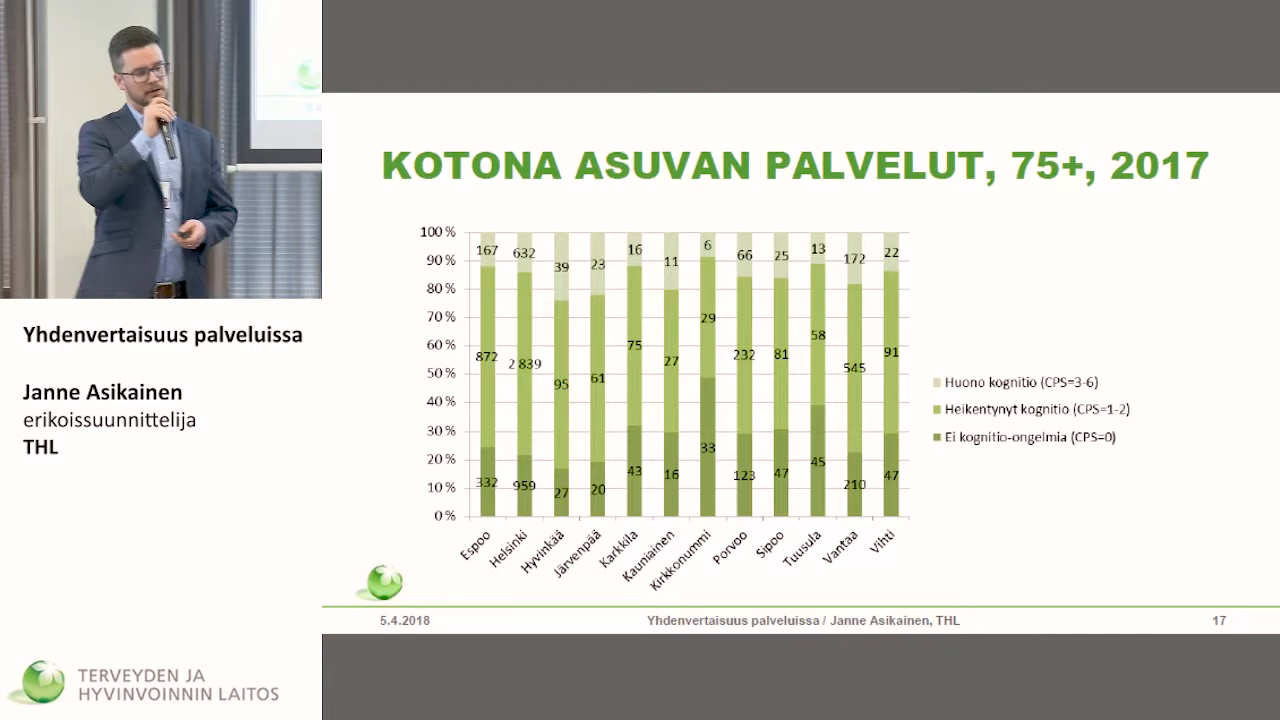 Yhdenvertaisuus palveluissa
Janne Asikainen
erikoissuunnittelija
THL
TERVEYDEN JA
HYVINVOINNIN LAITOS
KOTONA ASUVAN PALVELUT, 75+, 2017
100 %
90 %
80 %
70 %
60 %
50 %
40 %
30 %
20 %
10 %
0 %
167 632 39 23 16 11 6 66 25 13 172 22
872 2 839 95 61 75 27 29 232 81 58 545 91
332 959 27 20 43 16 33 123 47 45 210 47
Espoo Helsinki Hyvinkää Järvenpää Karkkila Kauniainen Kirkkonummi Porvoo Sipoo Tuusula Vantaa Vihti
Huono kognitio (CPS=3-6)
Heikentynyt kognitio (CPS=1-2)
Ei kognitio-ongelmia (CPS=0)
5.4.2018 Yhdenvertaisuus palveluissa / Janne Asikainen, THL 17